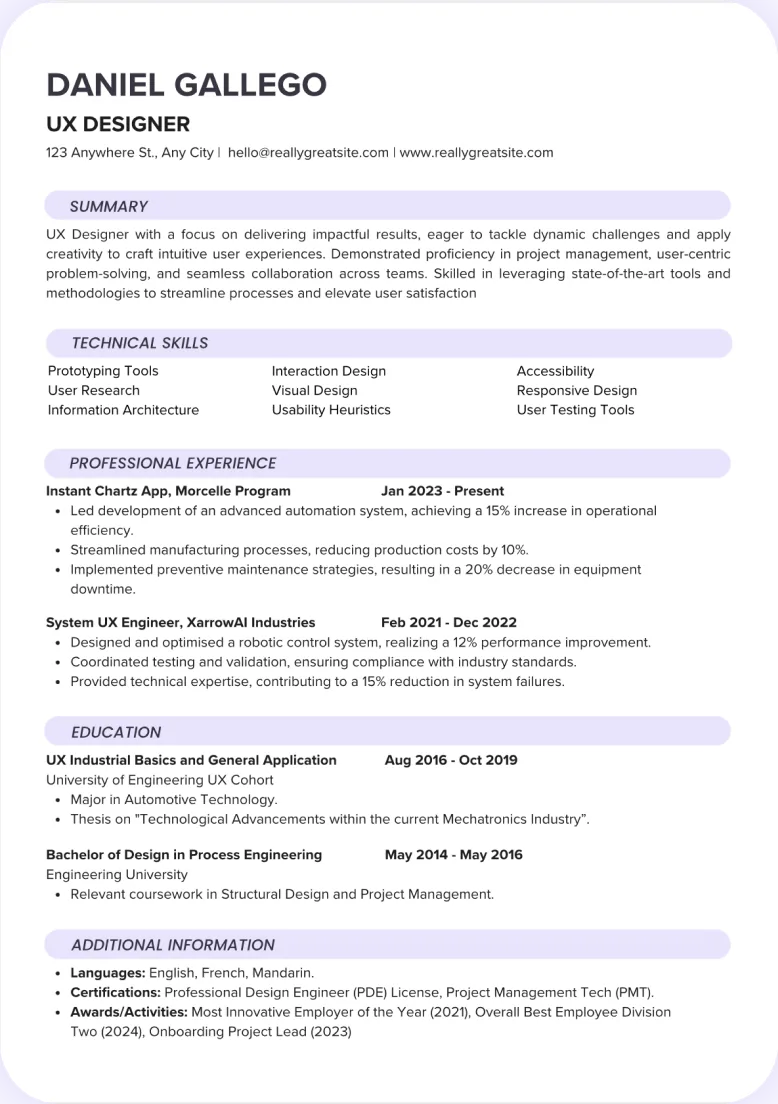 DANIEL GALLEGO
UX DESIGNER
123 Anywhere St., Any City | hello@reallygreatsite.com | www.reallygreatsite.com
SUMMARY
UX Designer with a focus on delivering impactful results, eager to tackle dynamic challenges and apply
creativity to craft intuitive user experiences. Demonstrated proficiency in project management, user-centric
problem-solving, and seamless collaboration across teams. Skilled in leveraging state-of-the-art tools and
methodologies to streamline processes and elevate user satisfaction
TECHNICAL SKILLS
Prototyping Tools Interaction Design Accessibility
User Research Visual Design Responsive Design
Information Architecture Usability Heuristics User Testing Tools
PROFESSIONAL EXPERIENCE
Instant Chartz App, Morcelle Program Jan 2023 - Present
• Led development of an advanced automation system, achieving a 15% increase in operational
efficiency.
• Streamlined manufacturing processes, reducing production costs by 10%.
• Implemented preventive maintenance strategies, resulting in a 20% decrease in equipment
downtime.
System UX Engineer, XarrowAI Industries Feb 2021 - Dec 2022
• Designed and optimised a robotic control system, realizing a 12% performance improvement.
• Coordinated testing and validation, ensuring compliance with industry standards.
• Provided technical expertise, contributing to a 15% reduction in system failures.
EDUCATION
UX Industrial Basics and General Application Aug 2016 - Oct 2019
University of Engineering UX Cohort
• Major in Automotive Technology.
• Thesis on "Technological Advancements within the current Mechatronics Industry”.
Bachelor of Design in Process Engineering May 2014 - May 2016
Engineering University
• Relevant coursework in Structural Design and Project Management.
ADDITIONAL INFORMATION
• Languages: English, French, Mandarin.
• Certifications: Professional Design Engineer (PDE) License, Project Management Tech (PMT).
• Awards/Activities: Most Innovative Employer of the Year (2021), Overall Best Employee Division
Two (2024), Onboarding Project Lead (2023)